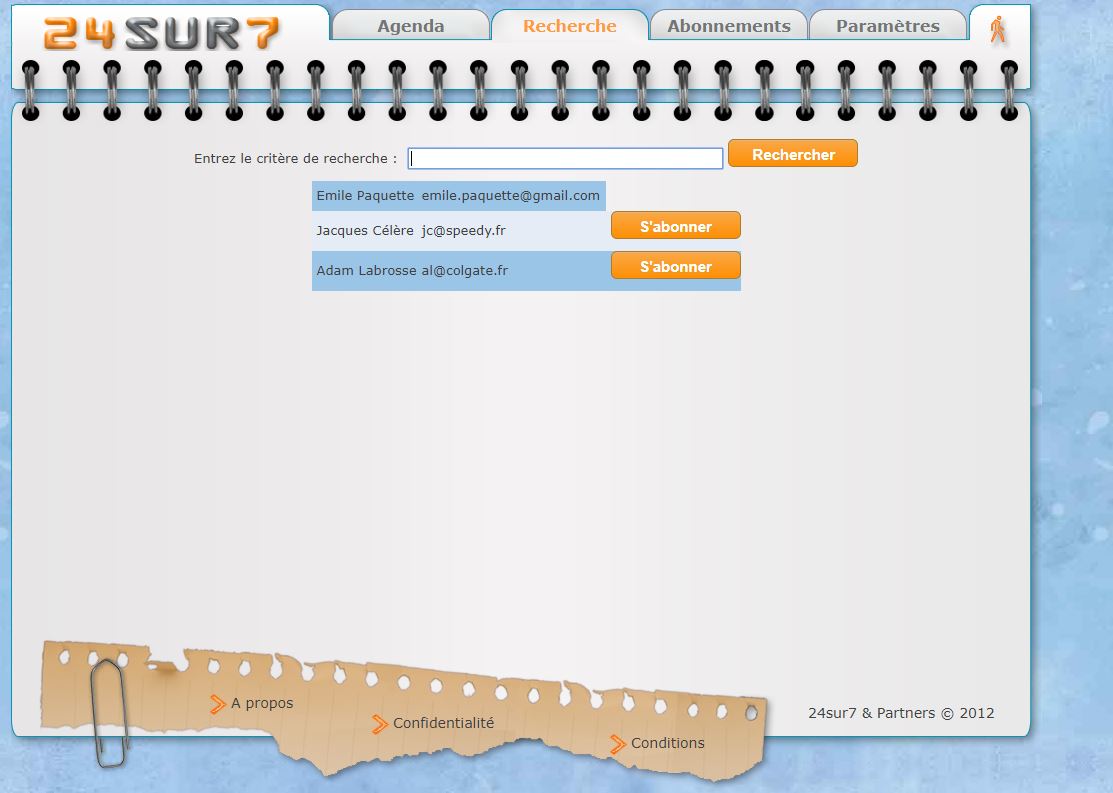 24SUR7
Agenda Recherche Abonnements Paramètres
Entrez le critère de recherche : Rechercher
Emile Paquette emile.paquette@gmail.com
Jacques Célère jc@speedy.fr S'abonner
Adam Labrosse al@colgate.fr S'abonner
A propos
Confidentialité
Conditions
24sur7 & Partners © 2012